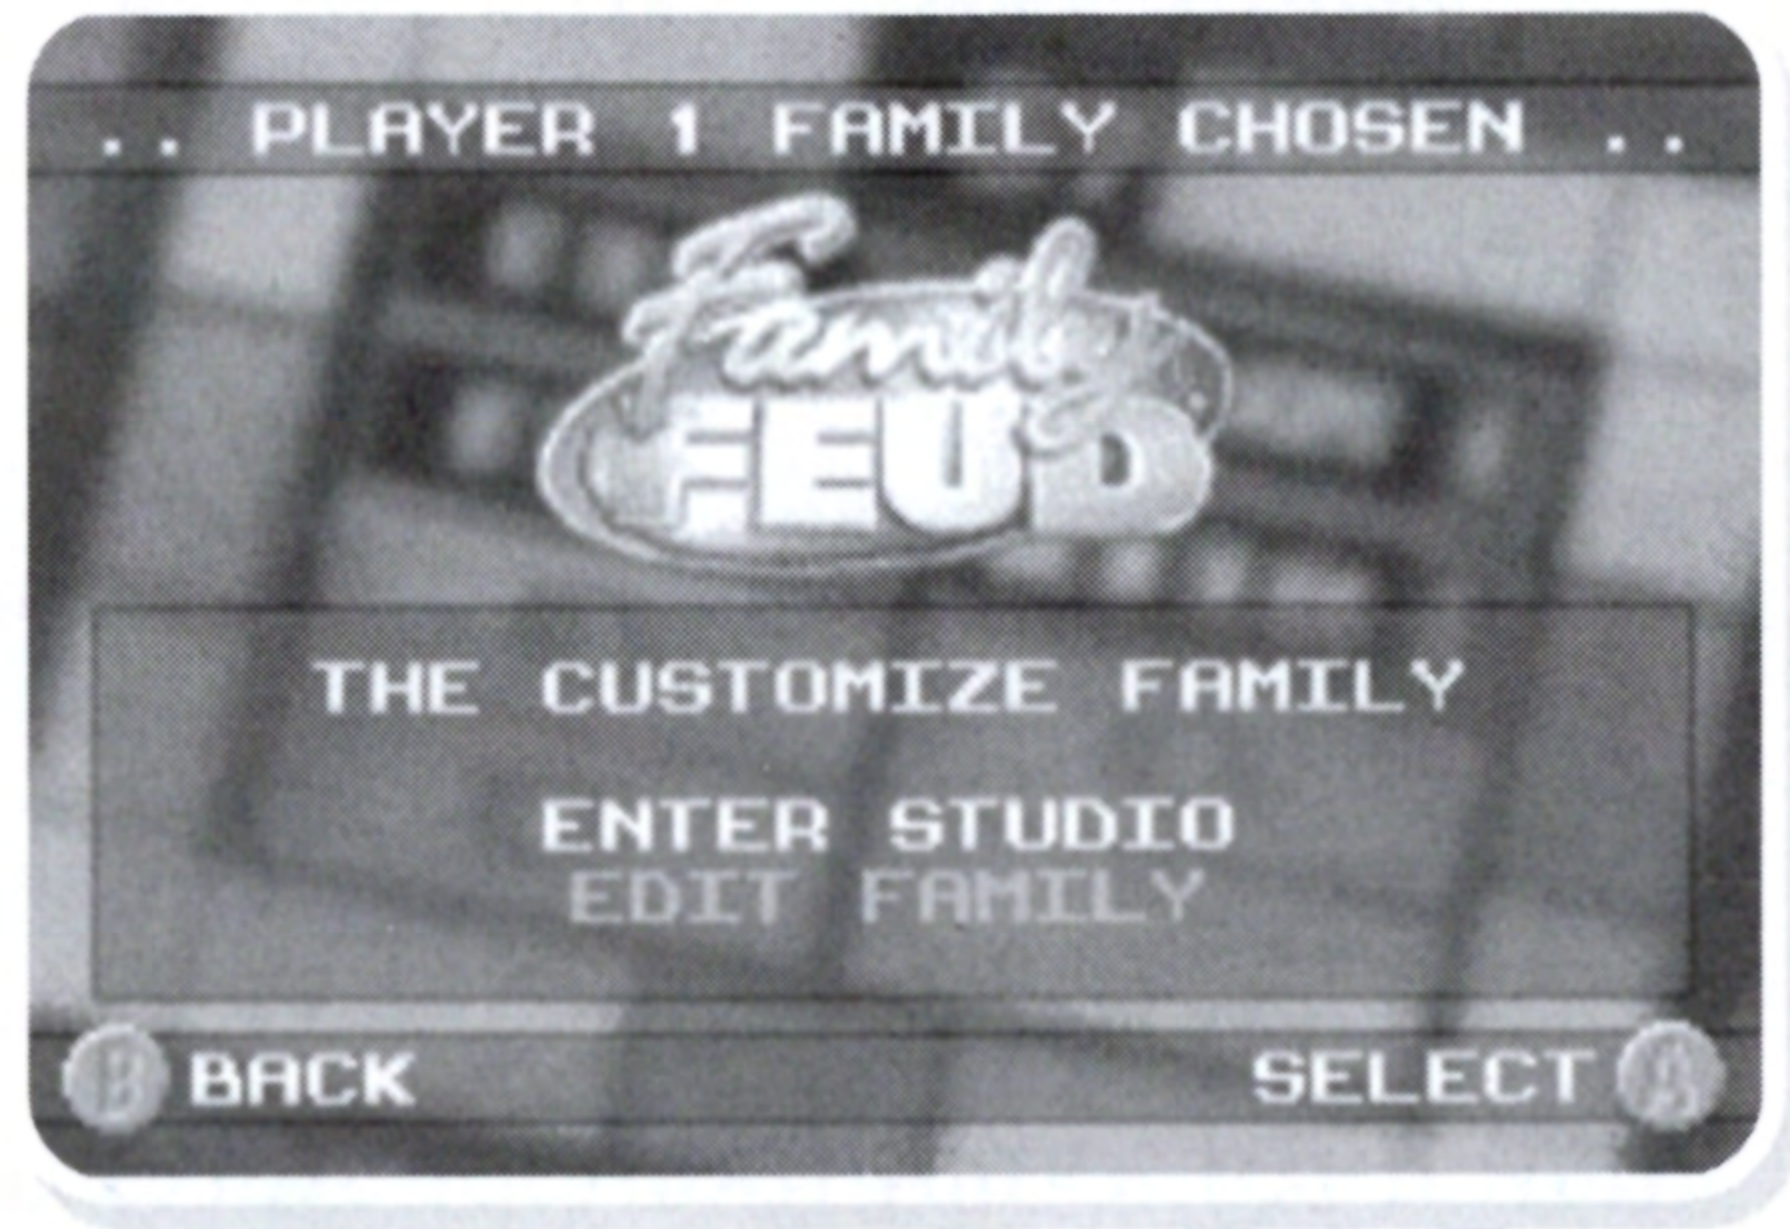 .. PLAYER 1 FAMILY CHOSEN ..
Family
FEUD
THE CUSTOMIZE FAMILY
ENTER STUDIO
EDIT FAMILY
B BACK
SELECT A